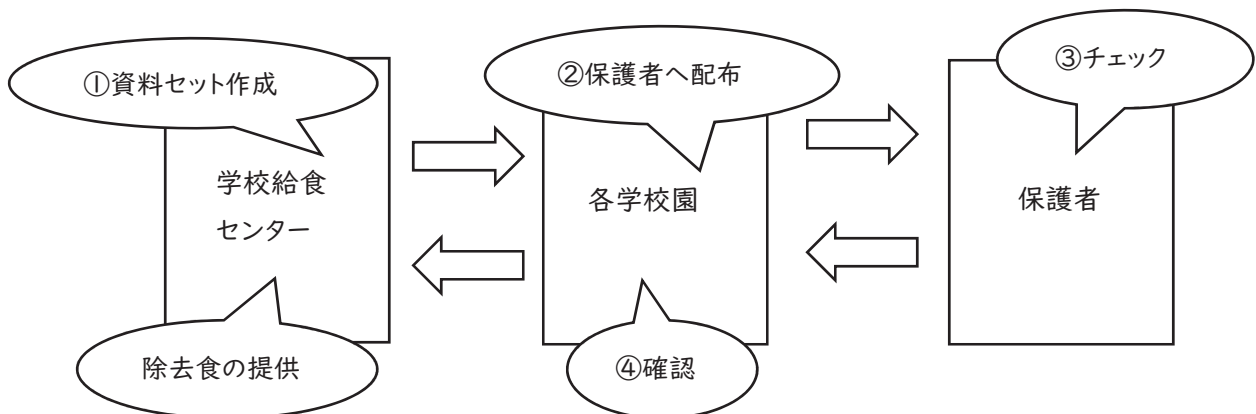 ①資料セット作成
②保護者へ配布
③チェック
学校給食
センター
各学校園
保護者
除去食の提供
④確認